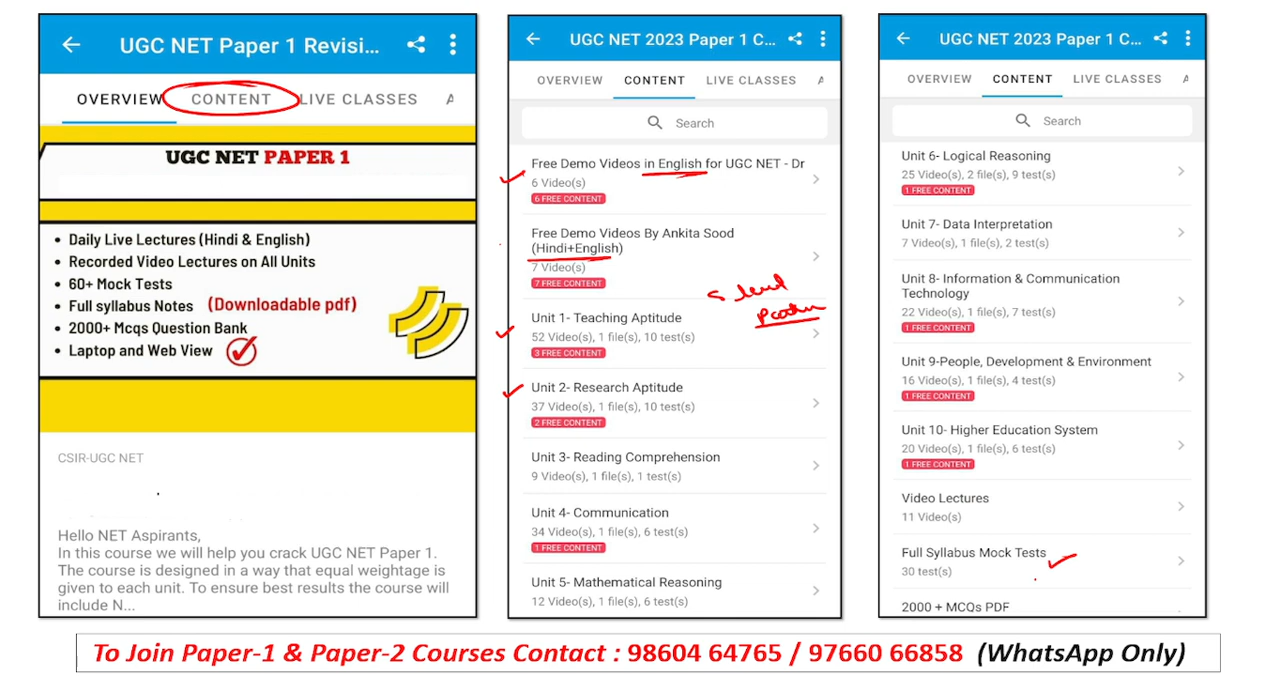 UGC NET Paper 1 Revisi...
OVERVIEW CONTENT LIVE CLASSES
UGC NET PAPER 1
• Daily Live Lectures (Hindi & English)
• Recorded Video Lectures on All Units
• 60+ Mock Tests
• Full syllabus Notes (Downloadable pdf)
• 2000+ Mcqs Question Bank
• Laptop and Web View
CSIR-UGC NET
Hello NET Aspirants,
In this course we will help you crack UGC NET Paper 1.
The course is designed in a way that equal weightage is
given to each unit. To ensure best results the course will
include N...
UGC NET 2023 Paper 1 C...
OVERVIEW CONTENT LIVE CLASSES
Search
Free Demo Videos in English for UGC NET - Dr
6 Video(s)
6 FREE CONTENT
Free Demo Videos By Ankita Sood
(Hindi+English)
7 Video(s)
7 FREE CONTENT
Unit 1- Teaching Aptitude
52 Video(s), 1 file(s), 10 test(s)
3 FREE CONTENT
Unit 2- Research Aptitude
37 Video(s), 1 file(s), 10 test(s)
2 FREE CONTENT
Unit 3- Reading Comprehension
9 Video(s), 1 file(s), 1 test(s)
Unit 4- Communication
34 Video(s), 1 file(s), 6 test(s)
1 FREE CONTENT
Unit 5- Mathematical Reasoning
12 Video(s), 1 file(s), 6 test(s)
UGC NET 2023 Paper 1 C...
OVERVIEW CONTENT LIVE CLASSES
Search
Unit 6- Logical Reasoning
25 Video(s), 2 file(s), 9 test(s)
1 FREE CONTENT
Unit 7- Data Interpretation
7 Video(s), 1 file(s), 2 test(s)
Unit 8- Information & Communication
Technology
22 Video(s), 1 file(s), 7 test(s)
1 FREE CONTENT
Unit 9-People, Development & Environment
16 Video(s), 1 file(s), 4 test(s)
1 FREE CONTENT
Unit 10- Higher Education System
20 Video(s), 1 file(s), 6 test(s)
1 FREE CONTENT
Video Lectures
11 Video(s)
Full Syllabus Mock Tests
30 test(s)
2000 + MCQs PDF
To Join Paper-1 & Paper-2 Courses Contact : 98604 64765 / 97660 66858 (WhatsApp Only)